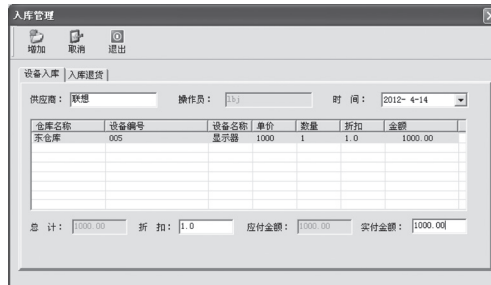 入库管理
增加 取消 退出
设备入库 入库退货
供应商： 联想 操作员： lbj 时 间： 2012- 4-14
仓库名称 设备编号 设备名称 单价 数量 折扣 金额
东仓库 005 显示器 1000 1 1.0 1000.00
总 计： 1000.00 折 扣： 1.0 应付金额： 1000.00 实付金额： 1000.00